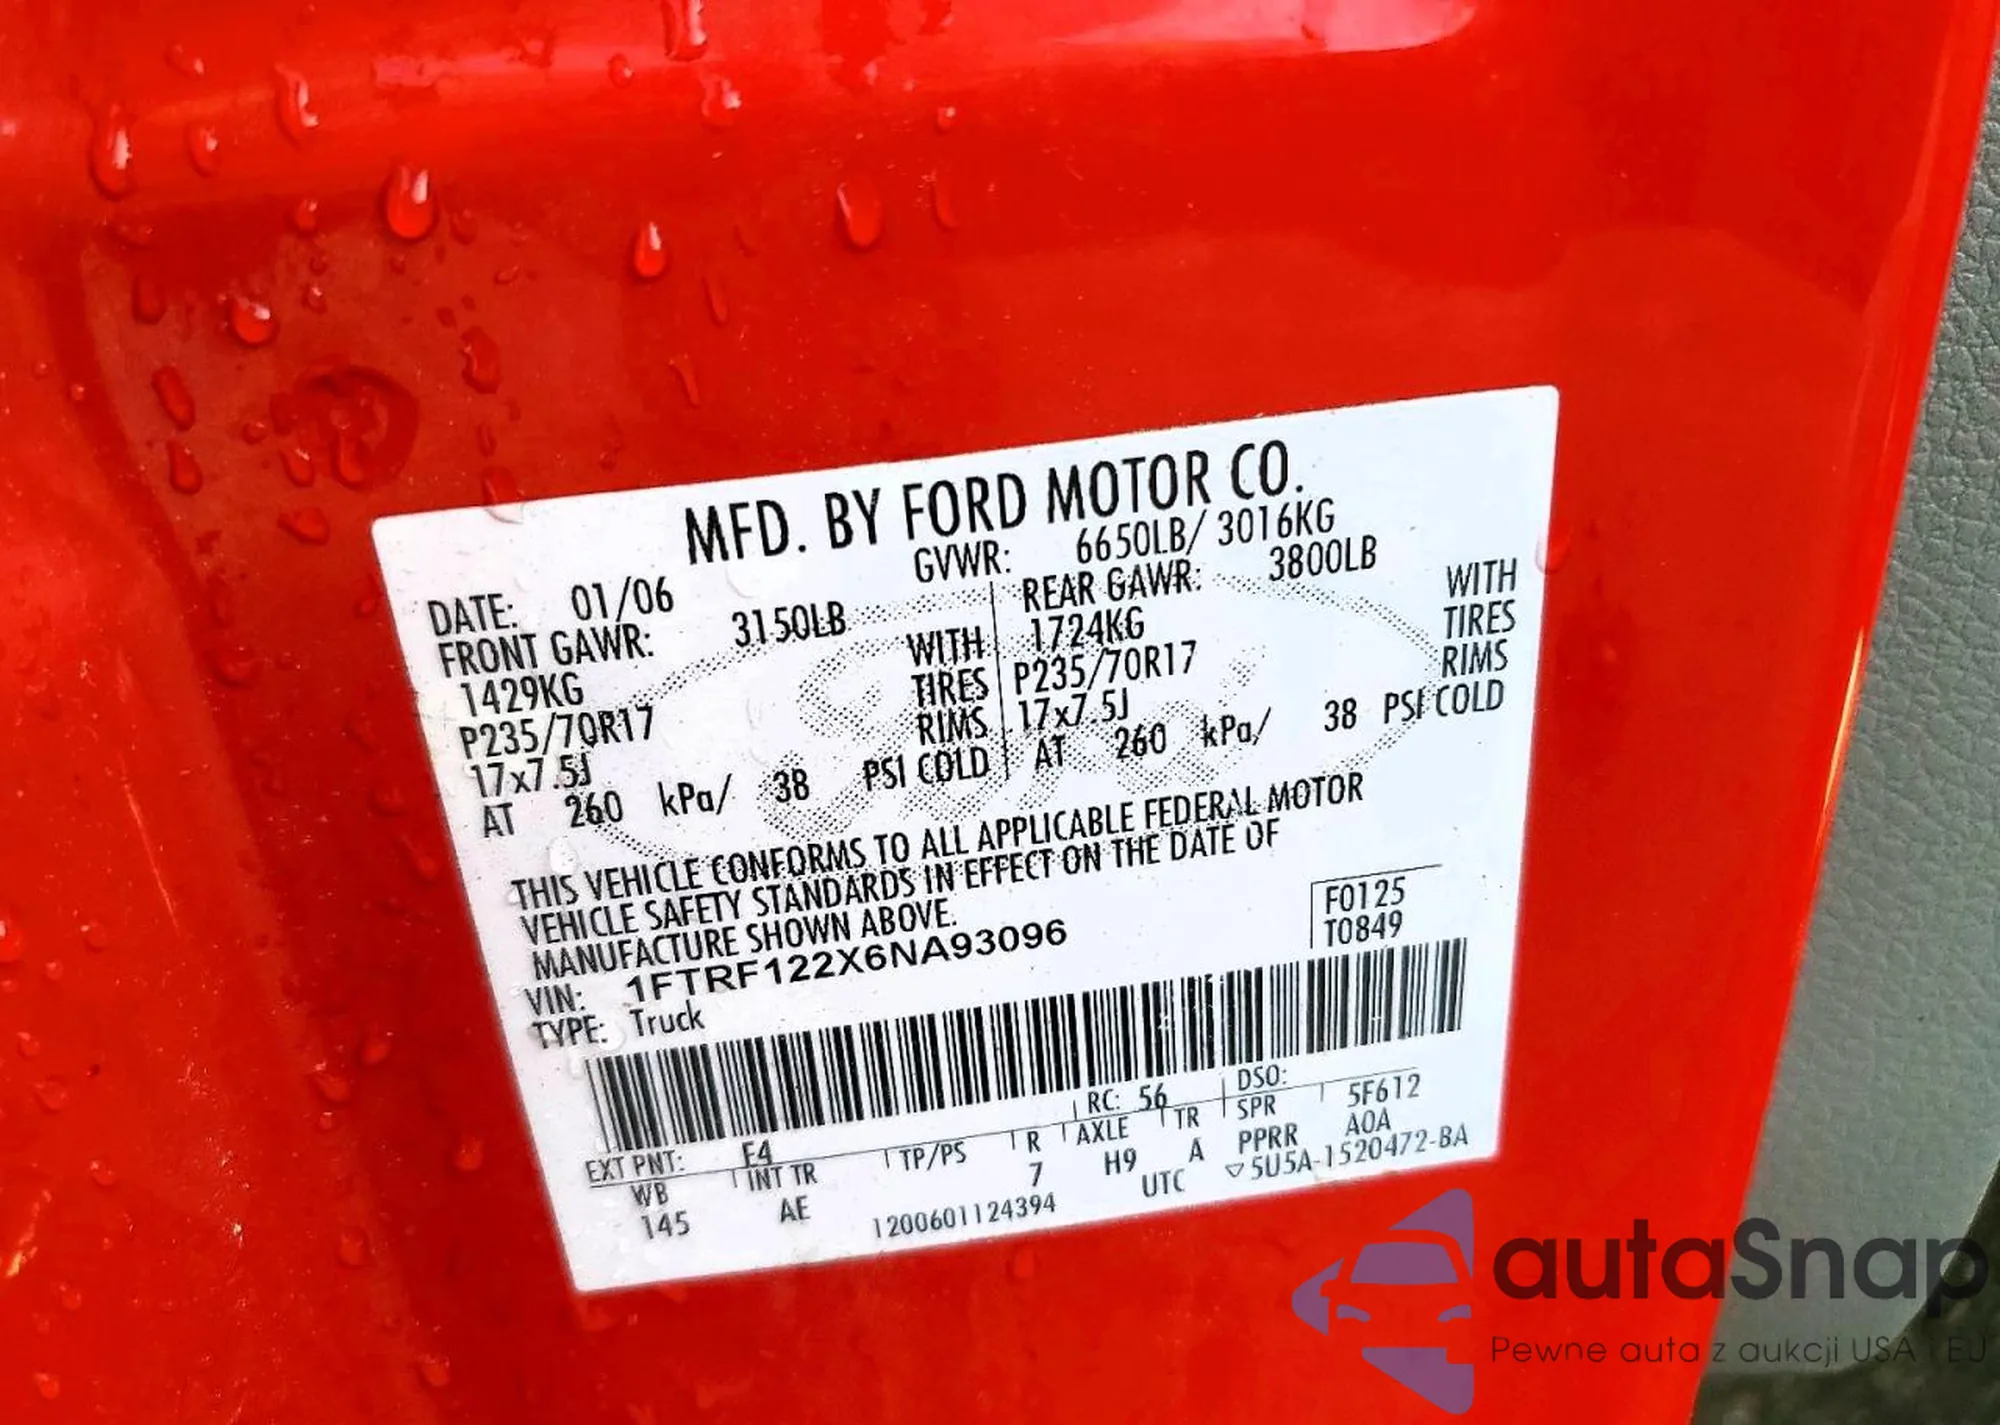 MFD. BY FORD MOTOR CO.
DATE: 01/06 GVWR: 6650LB/ 3016KG
FRONT GAWR: 3150LB REAR GAWR: 3800LB
1429KG WITH 1724KG WITH
P235/70R17 TIRES P235/70R17 TIRES
17x7.5J RIMS 17x7.5J RIMS
AT 260 kPa/ 38 PSI COLD AT 260 kPa/ 38 PSI COLD
THIS VEHICLE CONFORMS TO ALL APPLICABLE FEDERAL MOTOR
VEHICLE SAFETY STANDARDS IN EFFECT ON THE DATE OF
MANUFACTURE SHOWN ABOVE.
VIN: 1FTRF122X6NA93096
TYPE: Truck
F0125
T0849
EXT PNT: E4 RC: 56 DSO: 5F612
WB INT TR TP/PS R AXLE TR SPR A0A
145 AE 7 H9 A PPRR
1200601124394 UTC ▽5U5A-1520472-BA
autaSnap
Pewne auta z aukcji USA i EU